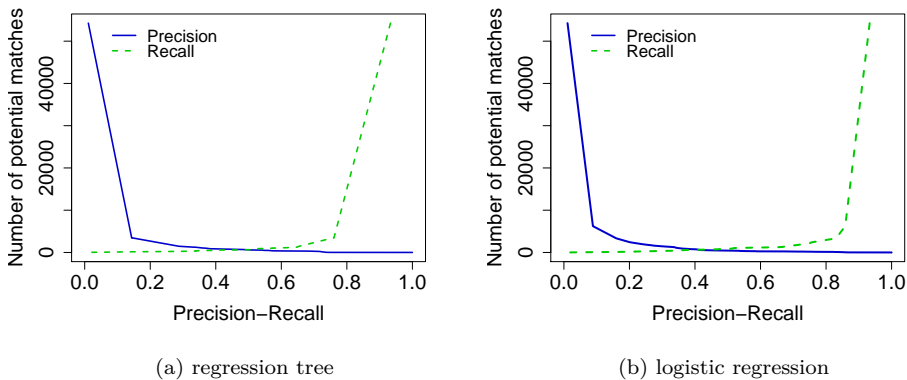 Number of potential matches
0
20000
40000
Precision
Recall
0.0 0.2 0.4 0.6 0.8 1.0
Precision−Recall
(a) regression tree
Number of potential matches
0
20000
40000
Precision
Recall
0.0 0.2 0.4 0.6 0.8 1.0
Precision−Recall
(b) logistic regression